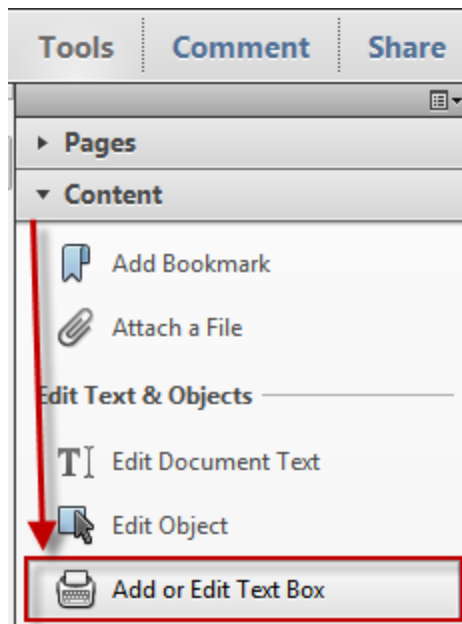 Tools Comment Share
Pages
Content
Add Bookmark
Attach a File
Edit Text & Objects
Edit Document Text
Edit Object
Add or Edit Text Box